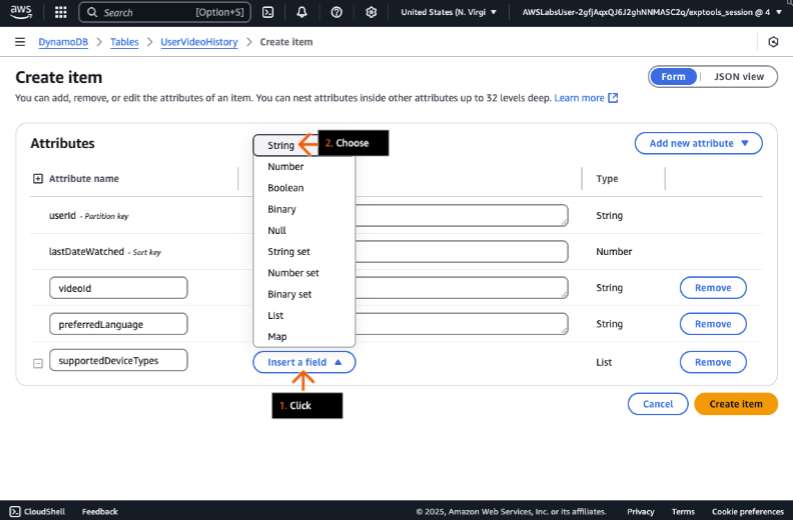 aws
Search [Option+S]
United States (N. Virgi
AWSLabsUser-2gfjAqxQJ6J2ghNNMA5C2q/exptools_session @ 4
DynamoDB > Tables > UserVideoHistory > Create item
Create item
Form
JSON view
You can add, remove, or edit the attributes of an item. You can nest attributes inside other attributes up to 32 levels deep. Learn more
Attributes
Add new attribute
Attribute name
Type
userId - Partition key
String
lastDateWatched - Sort key
Number
videoId
String
Remove
preferredLanguage
String
Remove
supportedDeviceTypes
Insert a field
List
Remove
String
Number
Boolean
Binary
Null
String set
Number set
Binary set
List
Map
2. Choose
1. Click
Cancel
Create item
CloudShell
Feedback
© 2025, Amazon Web Services, Inc. or its affiliates.
Privacy
Terms
Cookie preferences